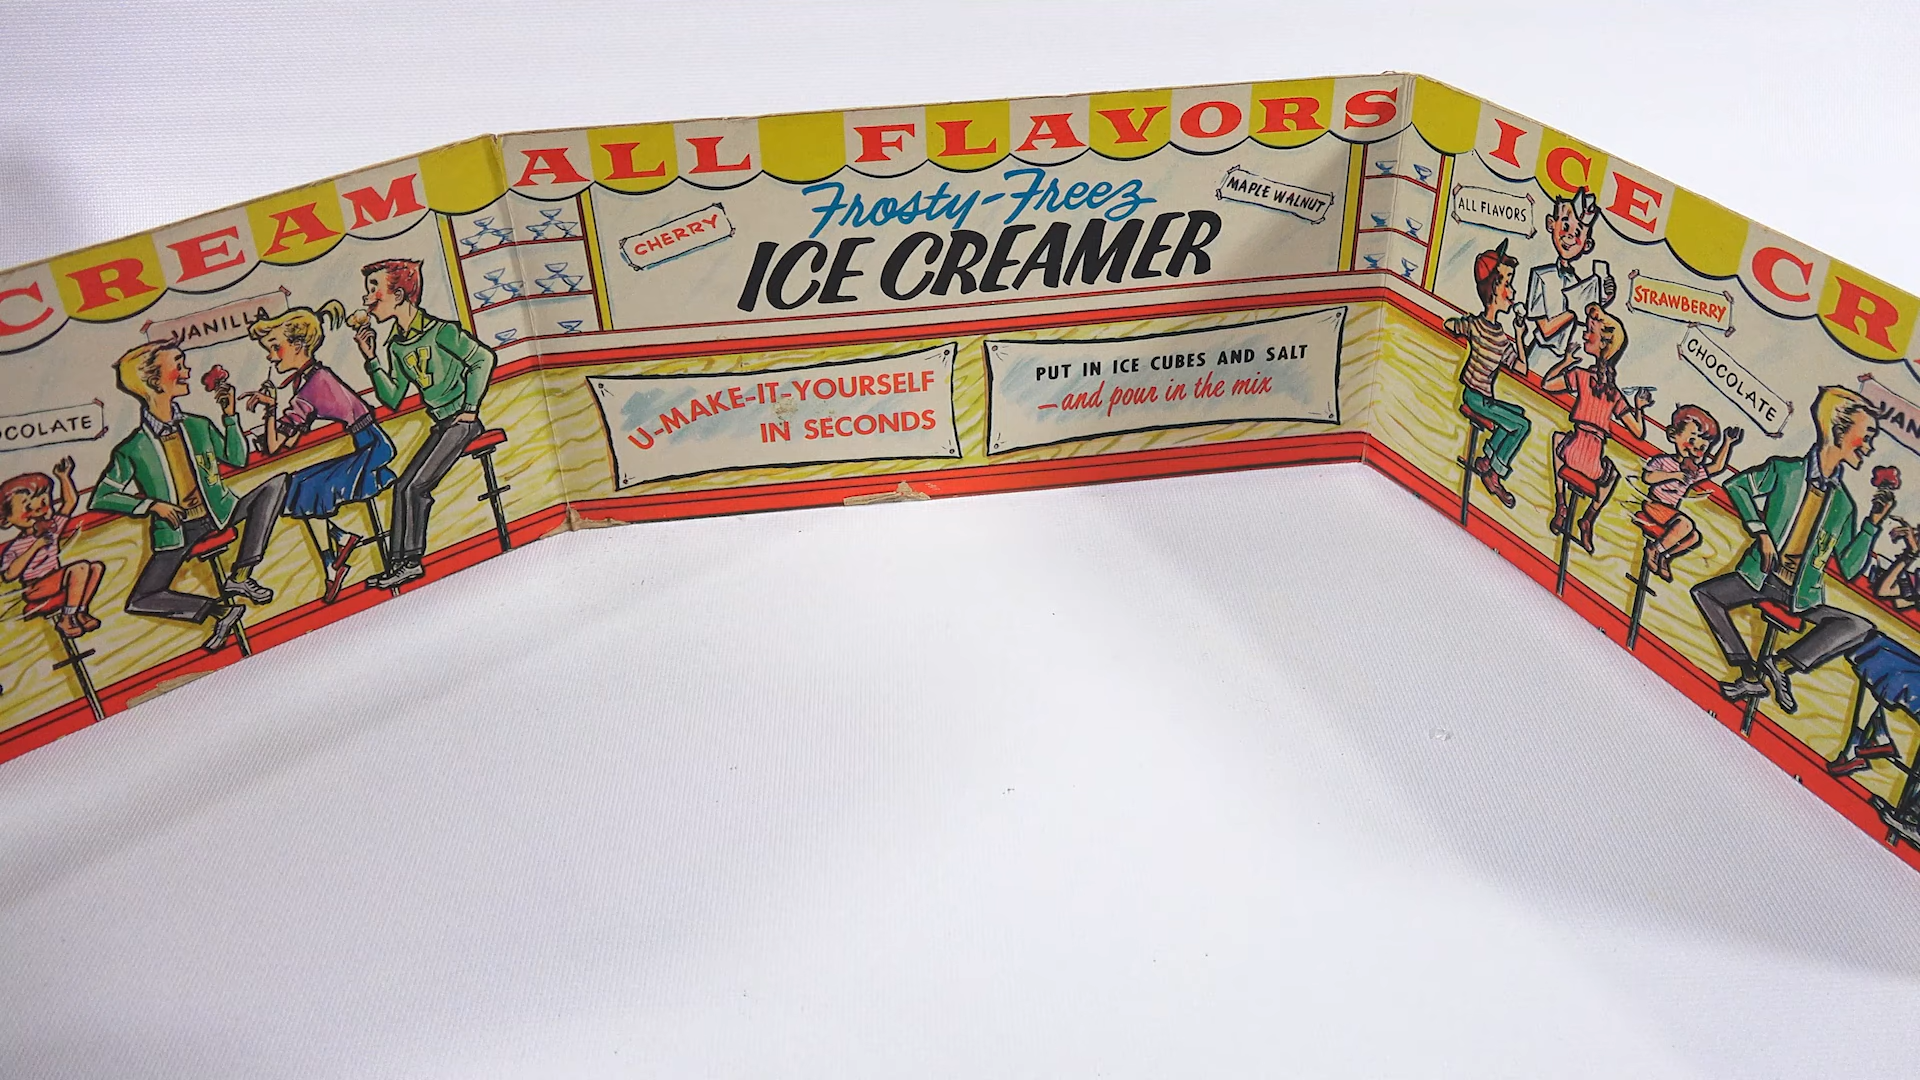 CREAM ALL FLAVORS ICE CR
VANILLA
CHERRY
Frosty-Freez
ICE CREAMER
MAPLE WALNUT
U-MAKE-IT-YOURSELF
IN SECONDS
PUT IN ICE CUBES AND SALT
—and pour in the mix
ALL FLAVORS
STRAWBERRY
CHOCOLATE
OCOLATE
VAN
Y